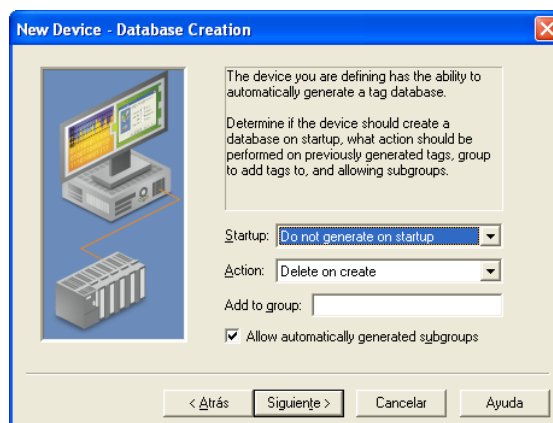 New Device - Database Creation
The device you are defining has the ability to
automatically generate a tag database.
Determine if the device should create a
database on startup, what action should be
performed on previously generated tags, group
to add tags to, and allowing subgroups.
Startup: Do not generate on startup
Action: Delete on create
Add to group:
Allow automatically generated subgroups
< Atrás Siguiente > Cancelar Ayuda